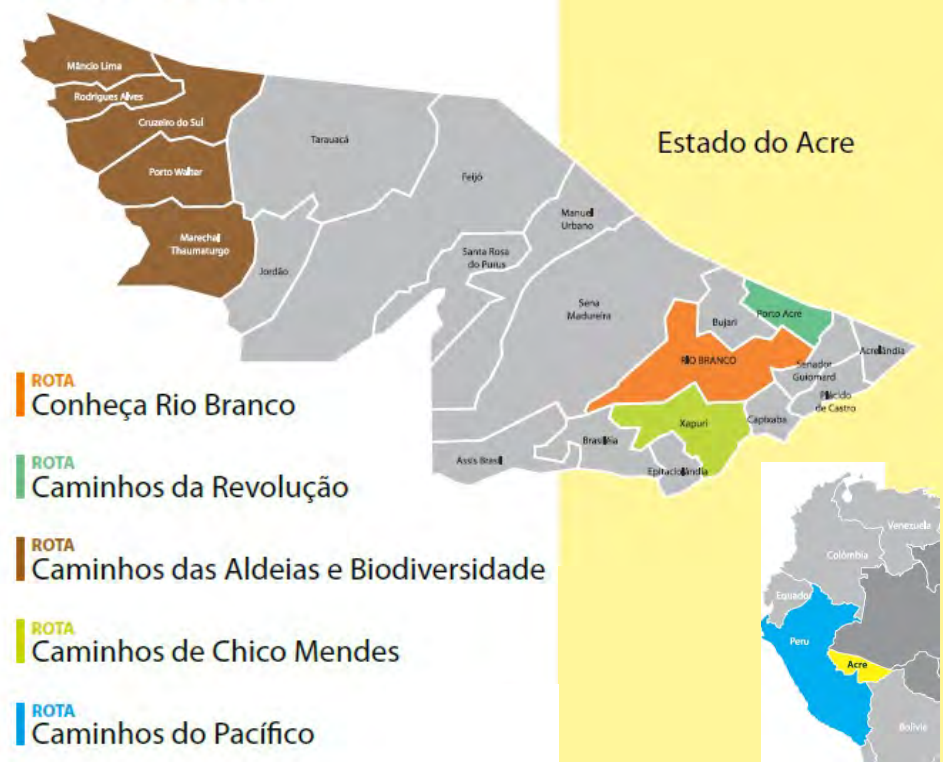 Mâncio Lima
Rodrigues Alves
Cruzeiro do Sul
Porto Walter
Marechal
Thaumaturgo
Tarauacá
Jordão
Feijó
Santa Rosa
do Purus
Manuel
Urbano
Sena
Madureira
Bujari
Porto Acre
RIO BRANCO
Senador
Guiomard
Acrelândia
Plácido
de Castro
Capixaba
Xapuri
Brasiléia
Epitaciolândia
Assis Brasil
Estado do Acre
ROTA
Conheça Rio Branco
ROTA
Caminhos da Revolução
ROTA
Caminhos das Aldeias e Biodiversidade
ROTA
Caminhos de Chico Mendes
ROTA
Caminhos do Pacífico
Venezuela
Colômbia
Equador
Peru
Acre
Bolívie